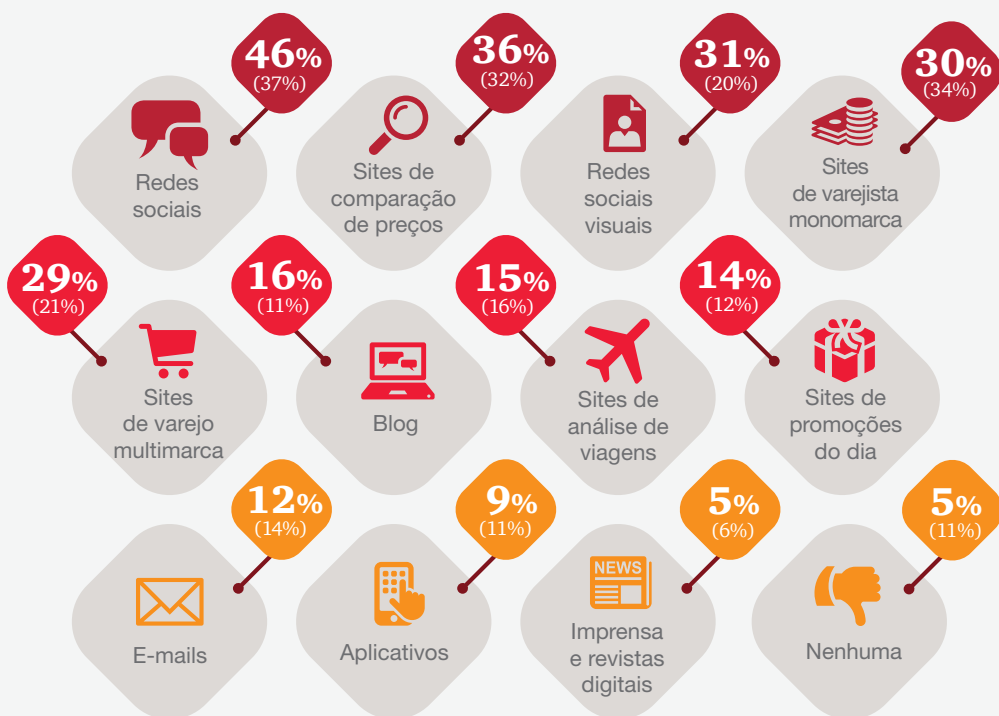 46%
(37%)
Redes
sociais
36%
(32%)
Sites de
comparação
de preços
31%
(20%)
Redes
sociais
visuais
30%
(34%)
Sites
de varejista
monomarca
29%
(21%)
Sites
de varejo
multimarca
16%
(11%)
Blog
15%
(16%)
Sites de
análise de
viagens
14%
(12%)
Sites de
promoções
do dia
12%
(14%)
E-mails
9%
(11%)
Aplicativos
5%
(6%)
NEWS
Imprensa
e revistas
digitais
5%
(11%)
Nenhuma